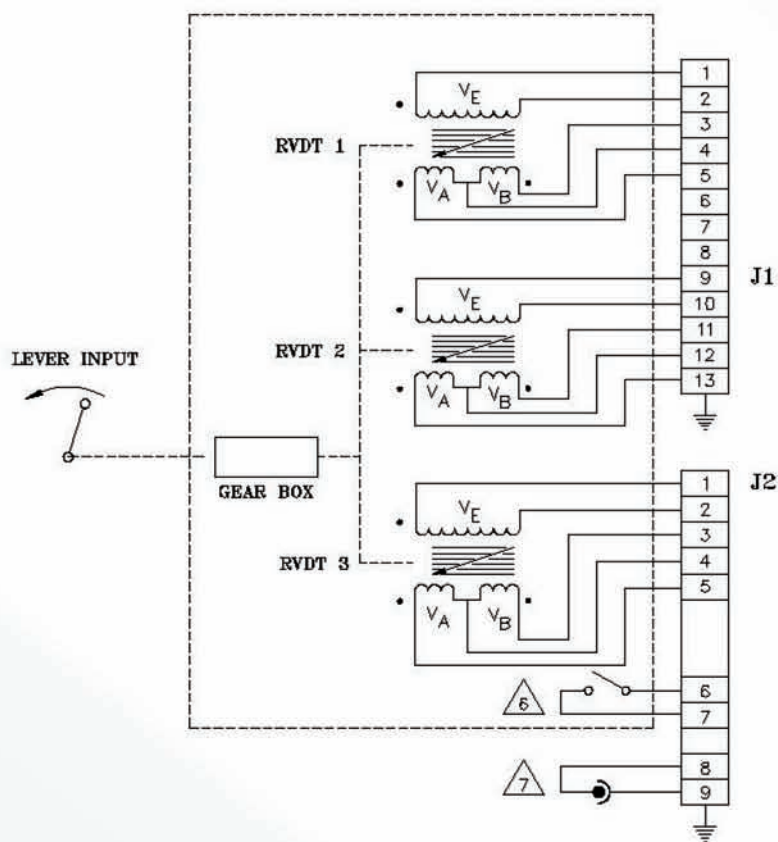 V_E
RVDT 1
V_A
V_B
1
2
3
4
5
6
7
8
9
10
11
12
13
J1
V_E
RVDT 2
V_A
V_B
LEVER INPUT
GEAR BOX
V_E
RVDT 3
V_A
V_B
1
2
3
4
5
6
7
8
9
J2
6
7